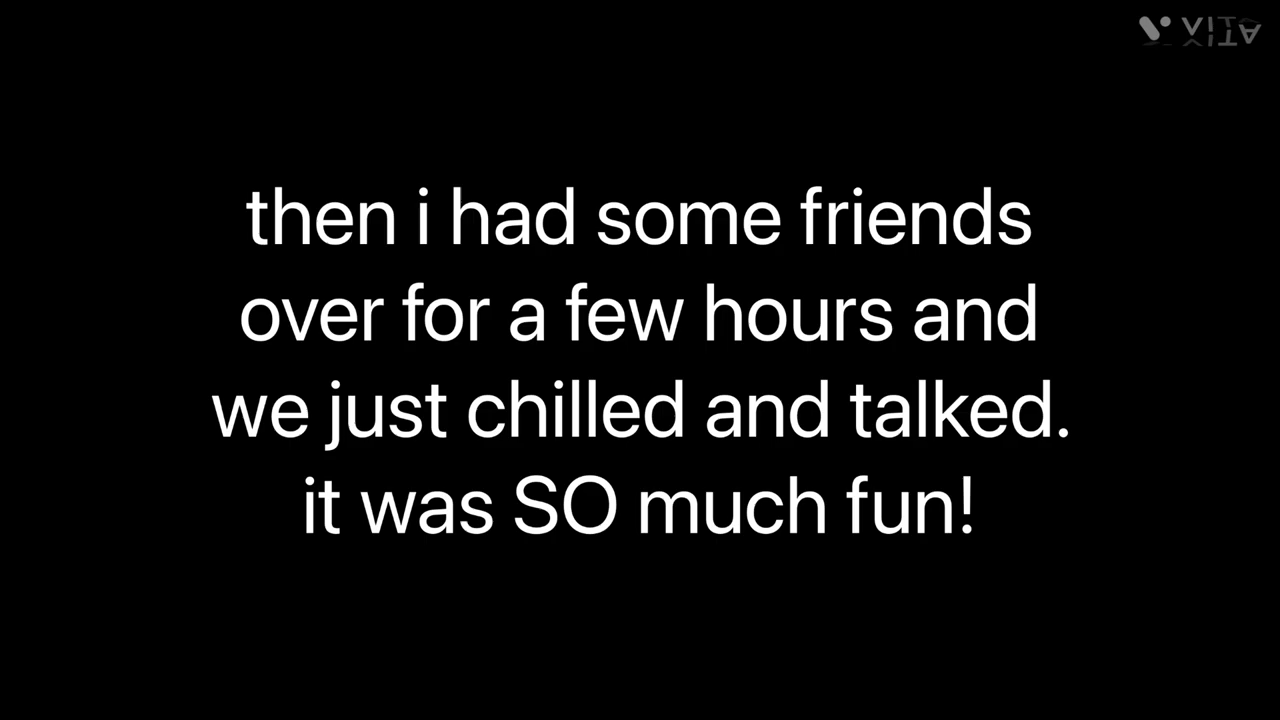 VITA
then i had some friends
over for a few hours and
we just chilled and talked.
it was SO much fun!